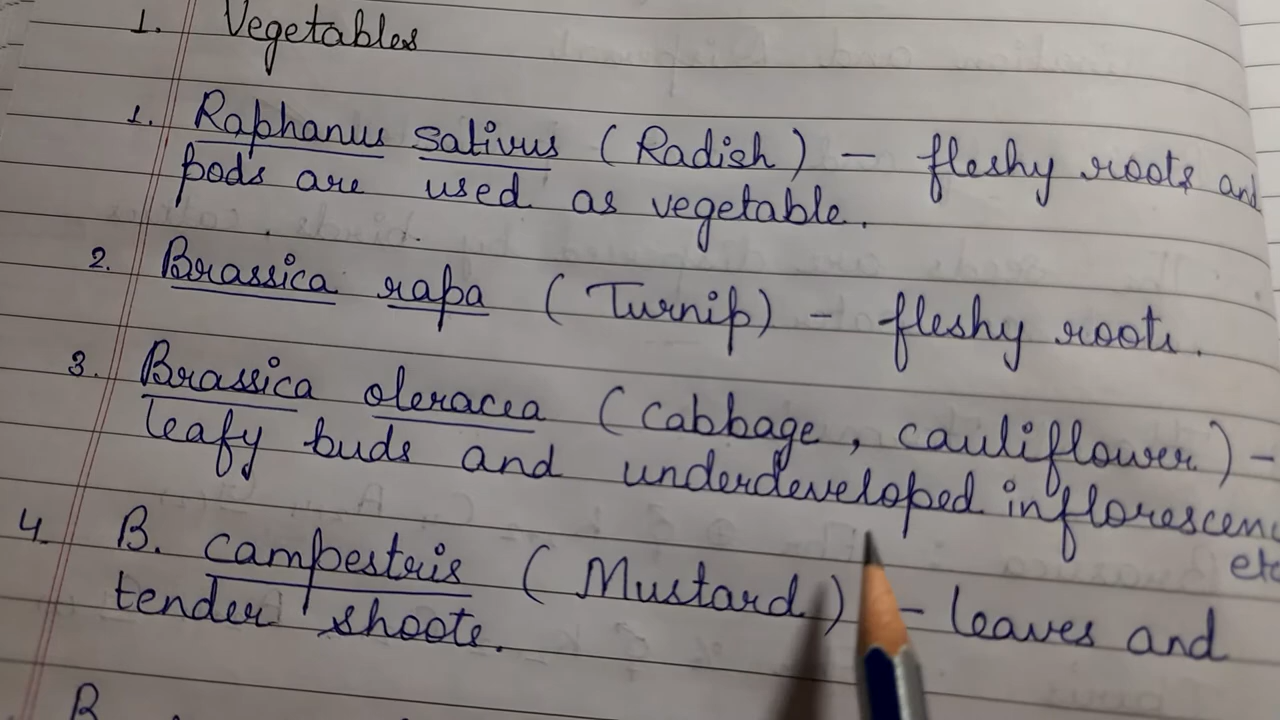 1. Vegetables
1. Raphanus sativus (Radish) - fleshy roots and
pods are used as vegetable.
2. Brassica rapa (Turnip) - fleshy roots.
3. Brassica oleracea (cabbage, cauliflower) -
leafy buds and underdeveloped inflorescenc
etc
4. B. campestris (Mustard) - leaves and
tender shoots.
B